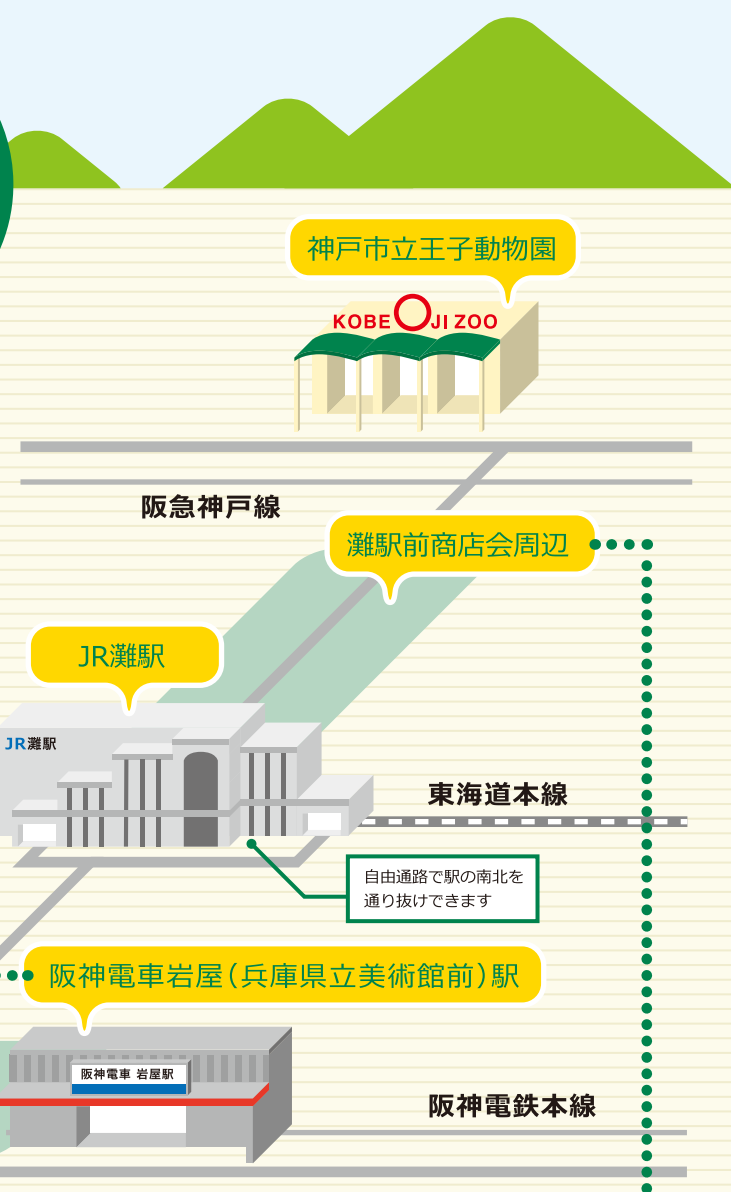 神戸市立王子動物園
KOBE OJI ZOO
阪急神戸線
灘駅前商店会周辺
JR灘駅
JR灘駅
東海道本線
自由通路で駅の南北を
通り抜けできます
阪神電車岩屋(兵庫県立美術館前)駅
阪神電車 岩屋駅
阪神電鉄本線